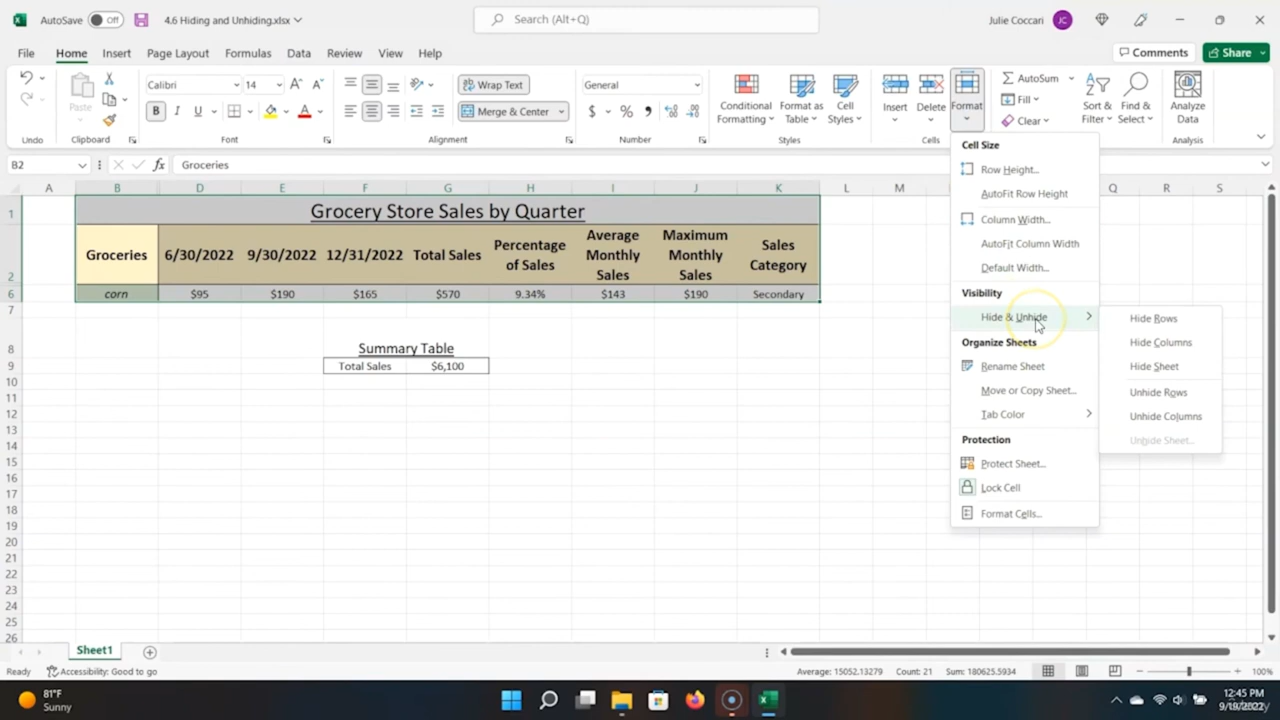 AutoSave Off 4.6 Hiding and Unhiding.xlsx Search (Alt+Q) Julie Coccari JC
File Home Insert Page Layout Formulas Data Review View Help Comments Share
Paste Calibri 14 Wrap Text General Conditional Formatting Format as Table Cell Styles Insert Delete Format AutoSum Sort & Filter Find & Select Analyze Data
B I U Merge & Center $ % Fill
Clear
Undo Clipboard Font Alignment Number Styles Cells Analysis
B2 fx Groceries
A B D E F G H I J K L M Q R S
1 Grocery Store Sales by Quarter
2 Groceries 6/30/2022 9/30/2022 12/31/2022 Total Sales Percentage of Sales Average Monthly Sales Maximum Monthly Sales Sales Category
6 corn $95 $190 $165 $570 9.34% $143 $190 Secondary
7
8 Summary Table
9 Total Sales $6,100
10
11
12
13
14
15
16
17
18
19
20
21
22
23
24
25
26
Cell Size
Row Height...
AutoFit Row Height
Column Width...
AutoFit Column Width
Default Width...
Visibility
Hide & Unhide
Organize Sheets
Rename Sheet
Move or Copy Sheet...
Tab Color
Protection
Protect Sheet...
Lock Cell
Format Cells...
Hide Rows
Hide Columns
Hide Sheet
Unhide Rows
Unhide Columns
Unhide Sheet...
Sheet1
Ready Accessibility: Good to go Average: 15052.13279 Count: 21 Sum: 180625.5934 100%
81°F
Sunny
12:45 PM
9/19/2022